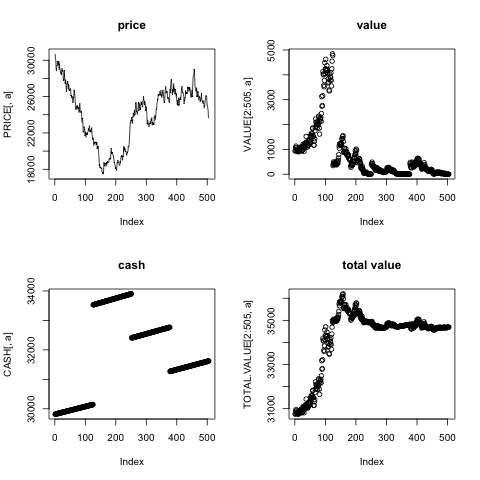 price
PRICE[, a]
30000
26000
22000
18000
0 100 200 300 400 500
Index
value
VALUE[2:505, a]
5000
3000
1000
0
0 100 200 300 400 500
Index
cash
CASH[, a]
34000
32000
30000
0 100 200 300 400 500
Index
total value
TOTAL.VALUE[2:505, a]
35000
33000
31000
0 100 200 300 400 500
Index